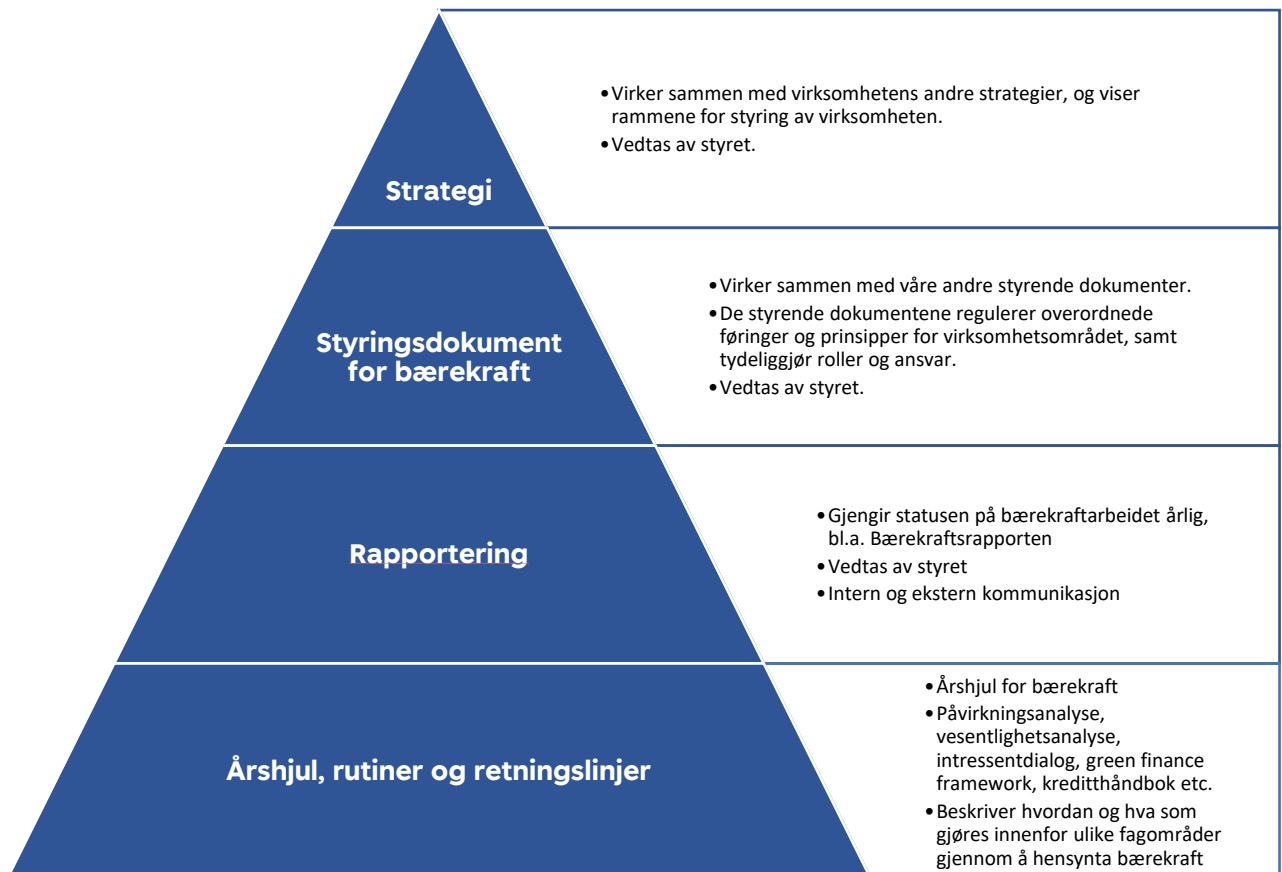 •Virker sammen med virksomhetens andre strategier, og viser
rammene for styring av virksomheten.
•Vedtas av styret.
Strategi
•Virker sammen med våre andre styrende dokumenter.
•De styrende dokumentene regulerer overordnede
føringer og prinsipper for virksomhetsområdet, samt
tydeliggjør roller og ansvar.
•Vedtas av styret.
Styringsdokument
for bærekraft
•Gjengir statusen på bærekraftarbeidet årlig,
bl.a. Bærekraftsrapporten
•Vedtas av styret
•Intern og ekstern kommunikasjon
Rapportering
•Årshjul for bærekraft
•Påvirkningsanalyse,
vesentlighetsanalyse,
intressentdialog, green finance
framework, kreditthåndbok etc.
•Beskriver hvordan og hva som
gjøres innenfor ulike fagområder
gjennom å hensynta bærekraft
Årshjul, rutiner og retningslinjer